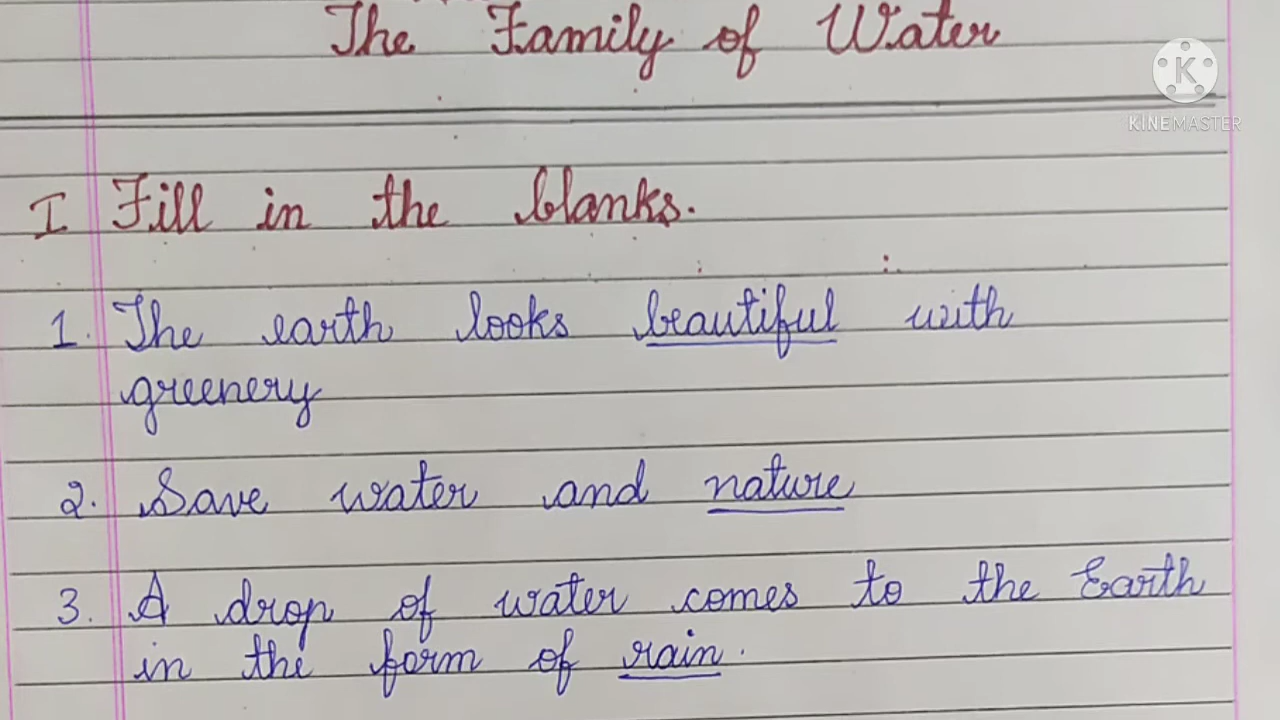 The Family of Water
KINEMASTER
I Fill in the blanks.
1. The earth looks beautiful with
greenery
2. Save water and nature
3. A drop of water comes to the Earth
in the form of rain.